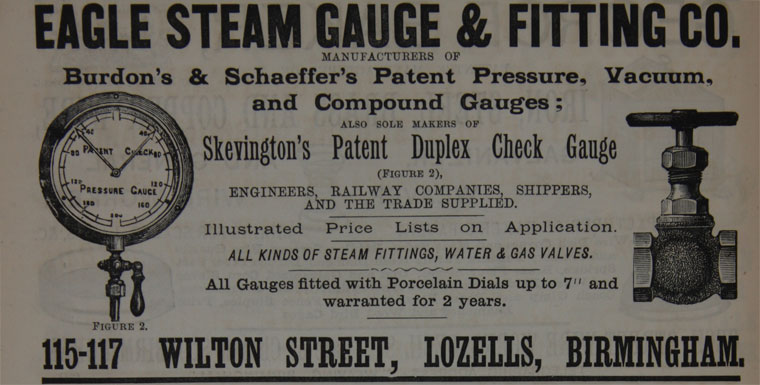 EAGLE STEAM GAUGE & FITTING CO.
MANUFACTURERS OF
Burdon's & Schaeffer's Patent Pressure, Vacuum,
and Compound Gauges;
ALSO SOLE MAKERS OF
Skevington's Patent Duplex Check Gauge
(FIGURE 2),
ENGINEERS, RAILWAY COMPANIES, SHIPPERS,
AND THE TRADE SUPPLIED.
Illustrated Price Lists on Application.
ALL KINDS OF STEAM FITTINGS, WATER & GAS VALVES.
All Gauges fitted with Porcelain Dials up to 7" and
warranted for 2 years.
PATENT CHECK
PRESSURE GAUGE
FIGURE 2.
115-117 WILTON STREET, LOZELLS, BIRMINGHAM.